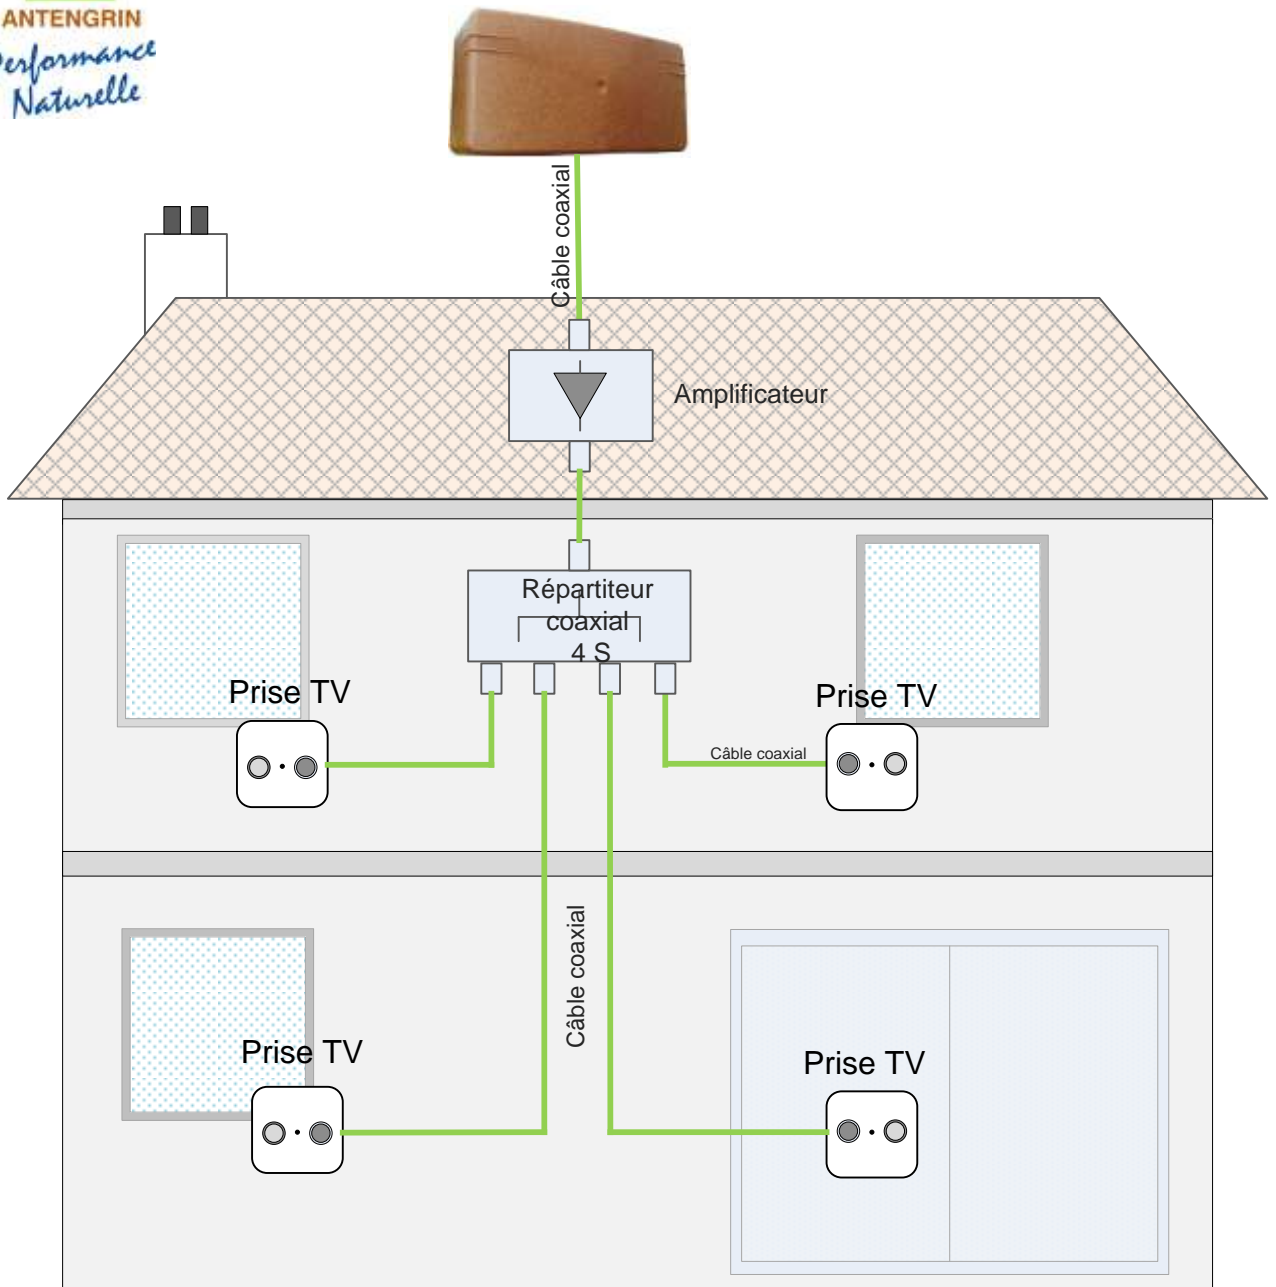 ANTENGRIN
Performance
Naturelle
Câble coaxial
Amplificateur
Répartiteur
coaxial
4 S
Prise TV
Prise TV
Câble coaxial
Câble coaxial
Prise TV
Prise TV